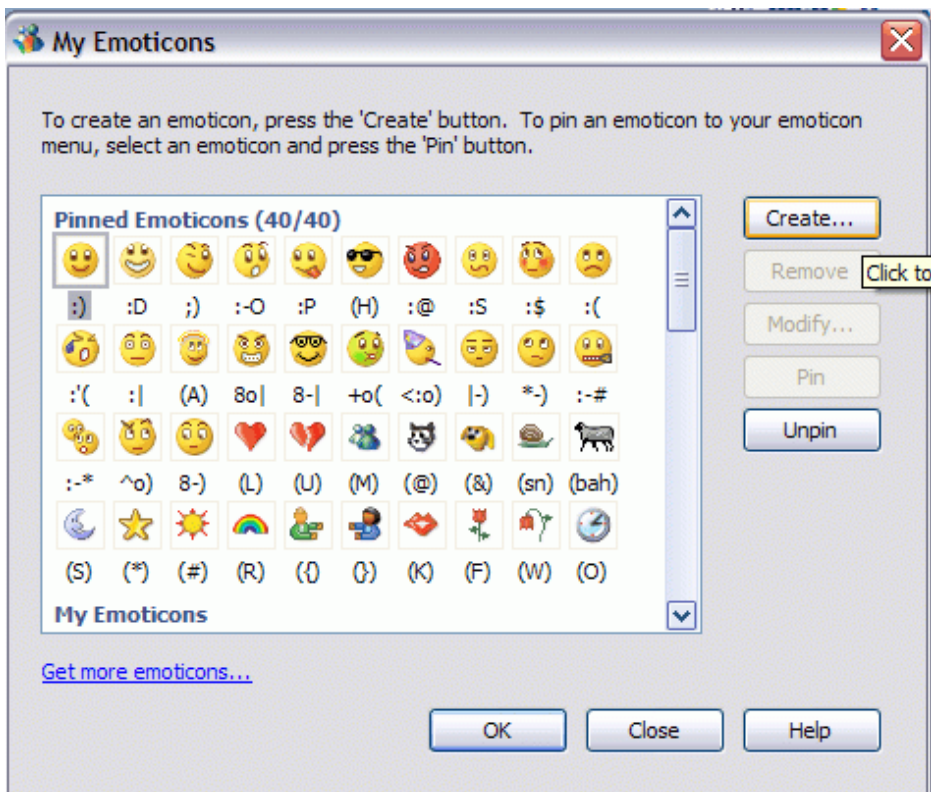 My Emoticons
To create an emoticon, press the 'Create' button.  To pin an emoticon to your emoticon
menu, select an emoticon and press the 'Pin' button.
Pinned Emoticons (40/40)
:) :D ;) :-O :P (H) :@ :S :$ :(
:'( :| (A) 8o| 8-| +o( <:o) |-) *-) :-#
:-* ^o) 8-) (L) (U) (M) (@) (&) (sn) (bah)
(S) (*) (#) (R) ({) (}) (K) (F) (W) (O)
My Emoticons
Create...
Remove
Click to
Modify...
Pin
Unpin
Get more emoticons...
OK Close Help